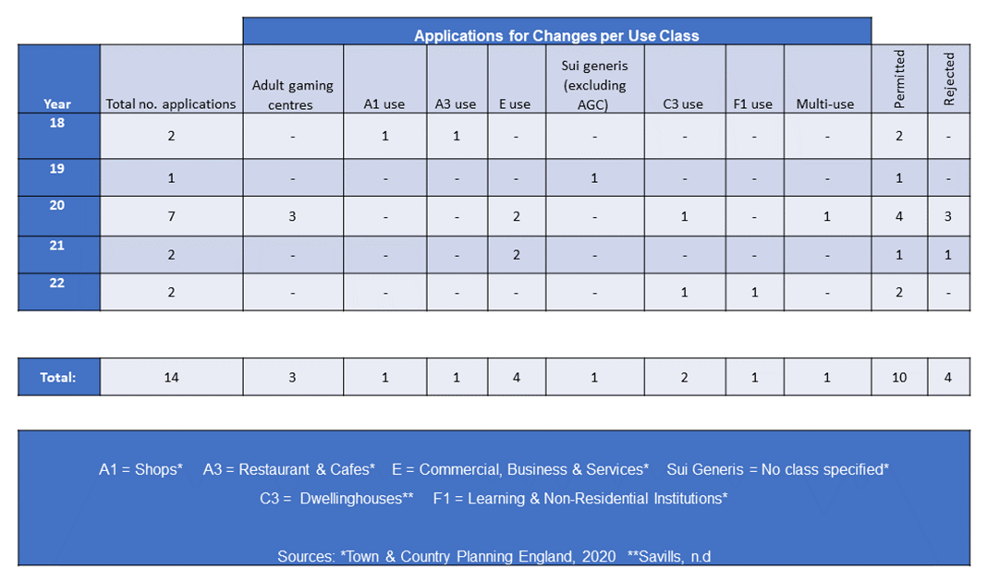 Applications for Changes per Use Class
Year Total no. applications Adult gaming centres A1 use A3 use E use Sui generis (excluding AGC) C3 use F1 use Multi-use Permitted Rejected
18 2 - 1 1 - - - - - 2 -
19 1 - - - - 1 - - - 1 -
20 7 3 - - 2 - 1 - 1 4 3
21 2 - - - 2 - - - - 1 1
22 2 - - - - - 1 1 - 2 -
Total: 14 3 1 1 4 1 2 1 1 10 4
A1 = Shops* A3 = Restaurant & Cafes* E = Commercial, Business & Services* Sui Generis = No class specified*
C3 = Dwellinghouses** F1 = Learning & Non-Residential Institutions*
Sources: *Town & Country Planning England, 2020 **Savills, n.d